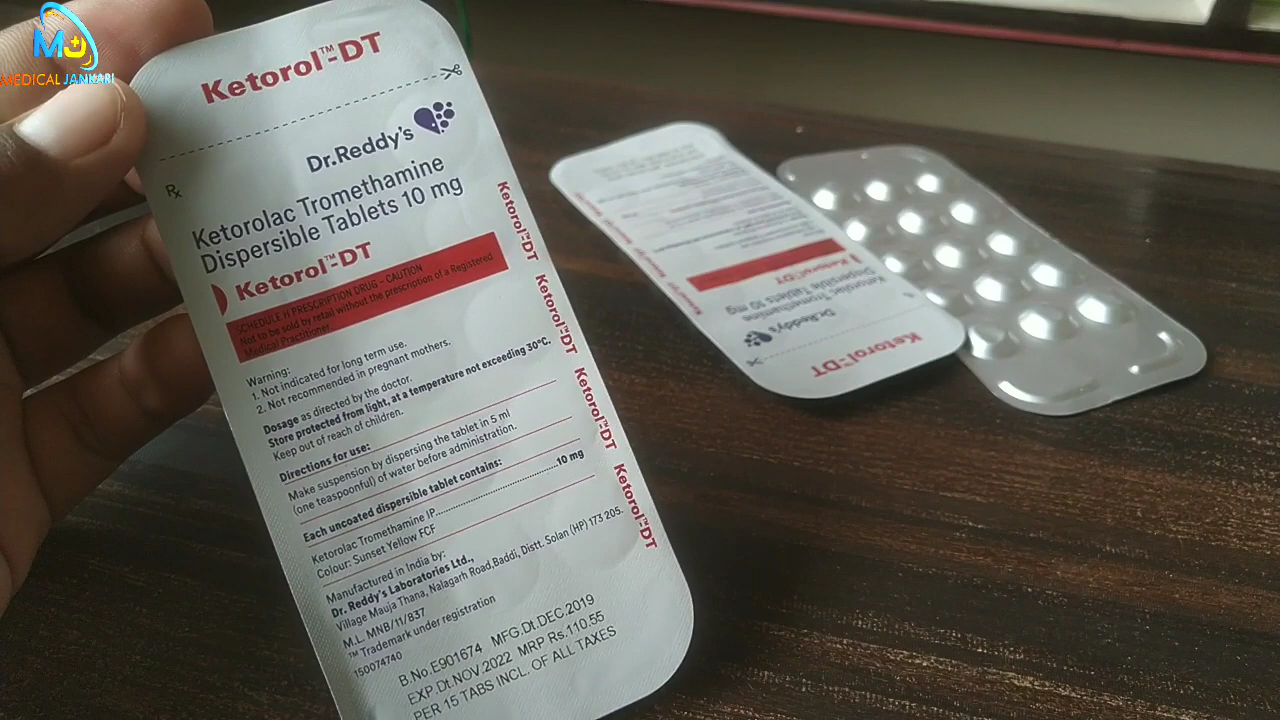 MJ
MEDICAL JANKARI
Ketorol™-DT
Dr.Reddy's
Rx
Ketorolac Tromethamine
Dispersible Tablets 10 mg
Ketorol™-DT
SCHEDULE H PRESCRIPTION DRUG - CAUTION
Not to be sold by retail without the prescription of a Registered
Medical Practitioner.
Warning:
1. Not indicated for long term use.
2. Not recommended in pregnant mothers.
Dosage as directed by the doctor.
Store protected from light, at a temperature not exceeding 30°C.
Keep out of reach of children.
Directions for use:
Make suspension by dispersing the tablet in 5 ml
(one teaspoonful) of water before administration.
Each uncoated dispersible tablet contains:
Ketorolac Tromethamine IP..............................10 mg
Colour: Sunset Yellow FCF
Manufactured in India by:
Dr. Reddy's Laboratories Ltd.,
Village Mauja Thana, Nalagarh Road,Baddi, Distt. Solan (HP) 173 205.
M.L. MNB/11/837
™ Trademark under registration
150074740
B.No.E901674 MFG.Dt.DEC.2019
EXP.Dt.NOV.2022 MRP Rs.110.55
PER 15 TABS INCL. OF ALL TAXES
Ketorol™-DT
Ketorol™-DT
Ketorol™-DT
Ketorol™-DT
Ketorol™-DT
Dr.Reddy's
Ketorolac Tromethamine
Dispersible Tablets 10 mg
Ketorol™-DT